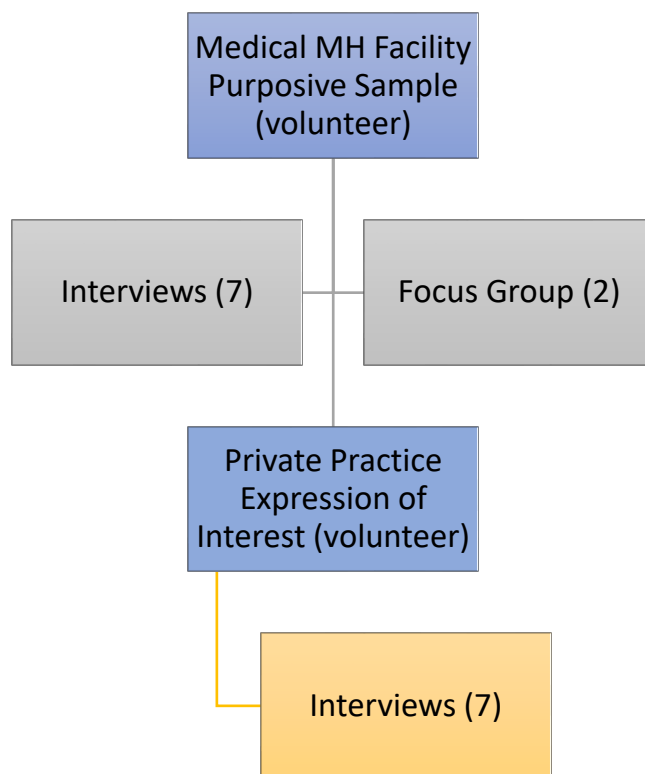 Medical MH Facility
Purposive Sample
(volunteer)
Interviews (7)
Focus Group (2)
Private Practice
Expression of
Interest (volunteer)
Interviews (7)